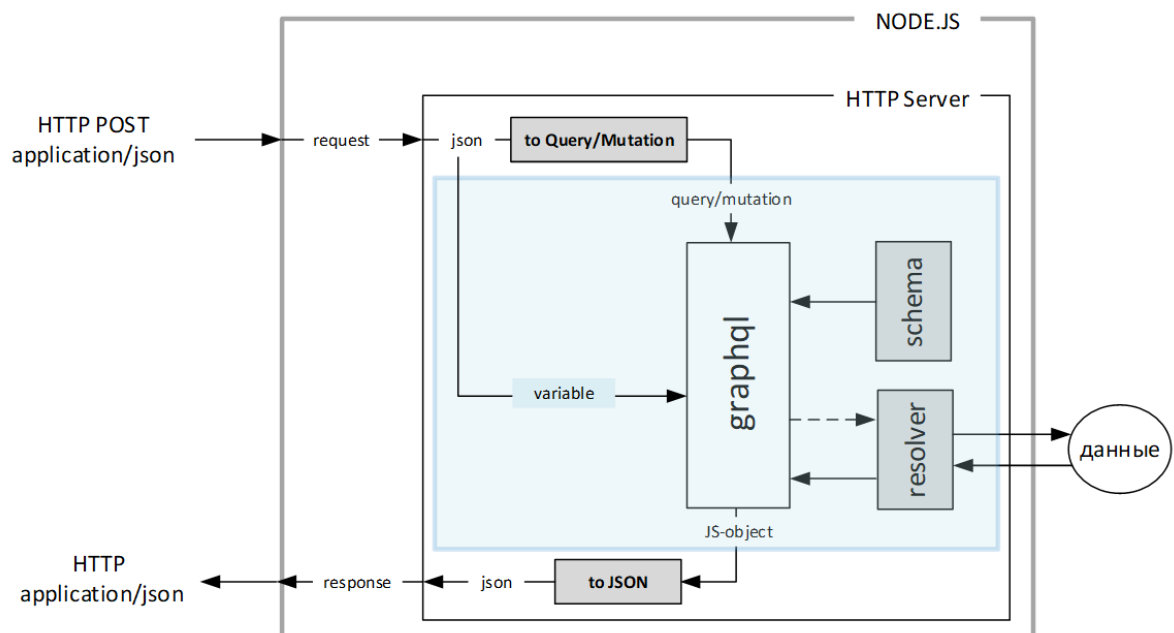 NODE.JS
HTTP Server
HTTP POST
application/json
request
json
to Query/Mutation
query/mutation
graphql
schema
variable
resolver
данные
JS-object
HTTP
application/json
response
json
to JSON